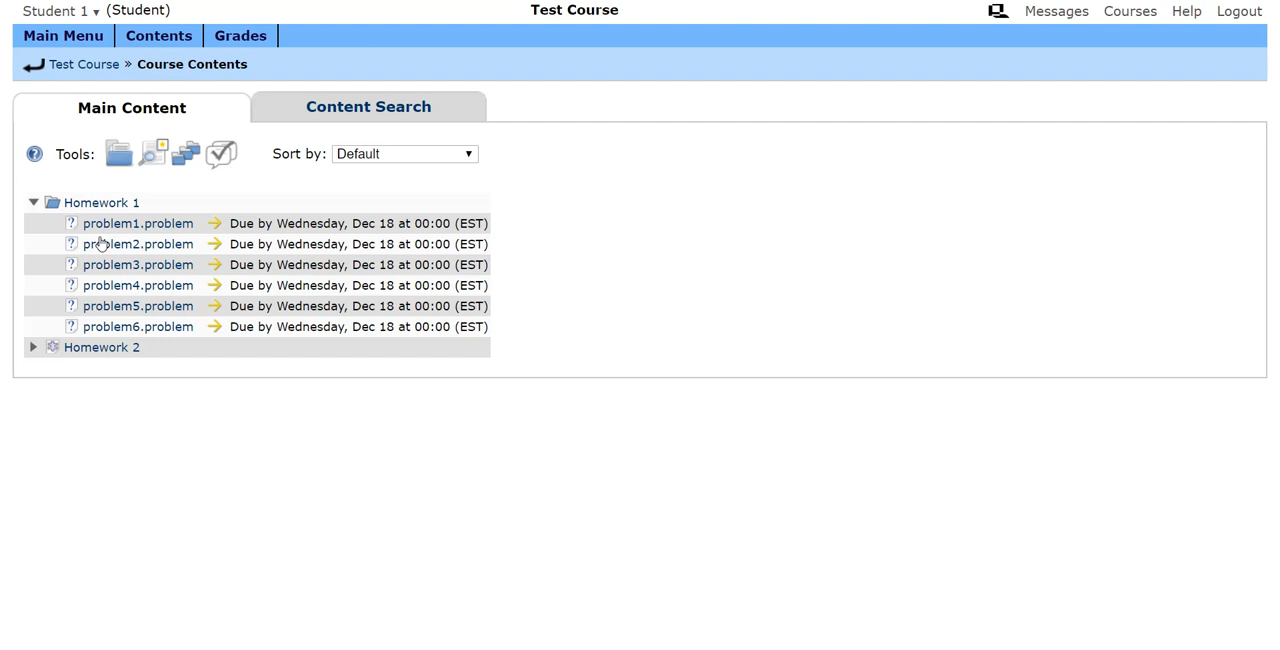 Student 1 ▾ (Student) Test Course Messages Courses Help Logout
Main Menu Contents Grades
Test Course » Course Contents
Main Content Content Search
Tools: Sort by: Default
Homework 1
problem1.problem Due by Wednesday, Dec 18 at 00:00 (EST)
problem2.problem Due by Wednesday, Dec 18 at 00:00 (EST)
problem3.problem Due by Wednesday, Dec 18 at 00:00 (EST)
problem4.problem Due by Wednesday, Dec 18 at 00:00 (EST)
problem5.problem Due by Wednesday, Dec 18 at 00:00 (EST)
problem6.problem Due by Wednesday, Dec 18 at 00:00 (EST)
Homework 2